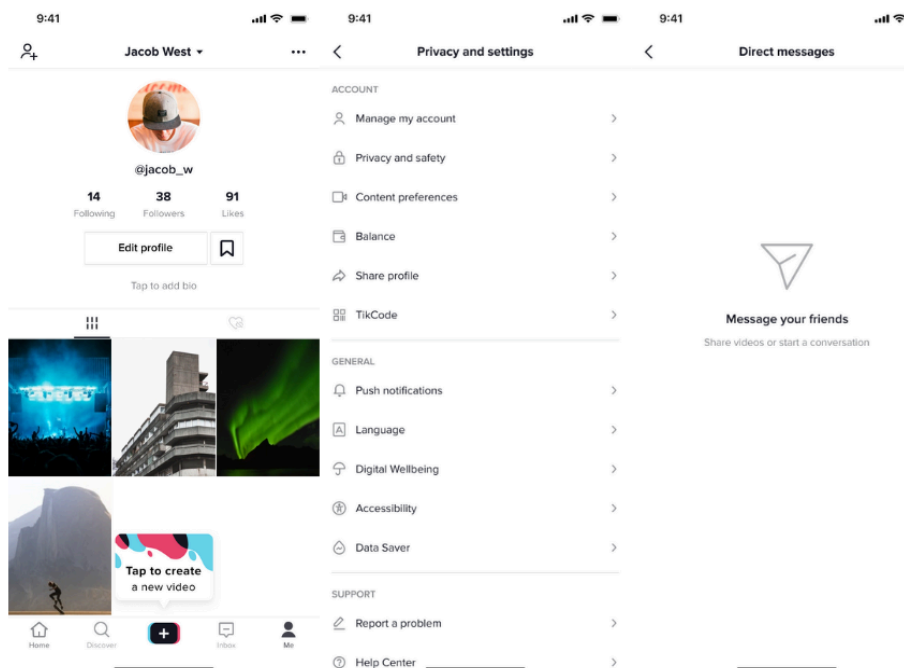 9:41
Jacob West
@jacob_w
14 38 91
Following Followers Likes
Edit profile
Tap to add bio
Tap to create
a new video
Home Discover Inbox Me
9:41
Privacy and settings
ACCOUNT
Manage my account
Privacy and safety
Content preferences
Balance
Share profile
TikCode
GENERAL
Push notifications
A Language
Digital Wellbeing
Accessibility
Data Saver
SUPPORT
Report a problem
Help Center
9:41
Direct messages
Message your friends
Share videos or start a conversation